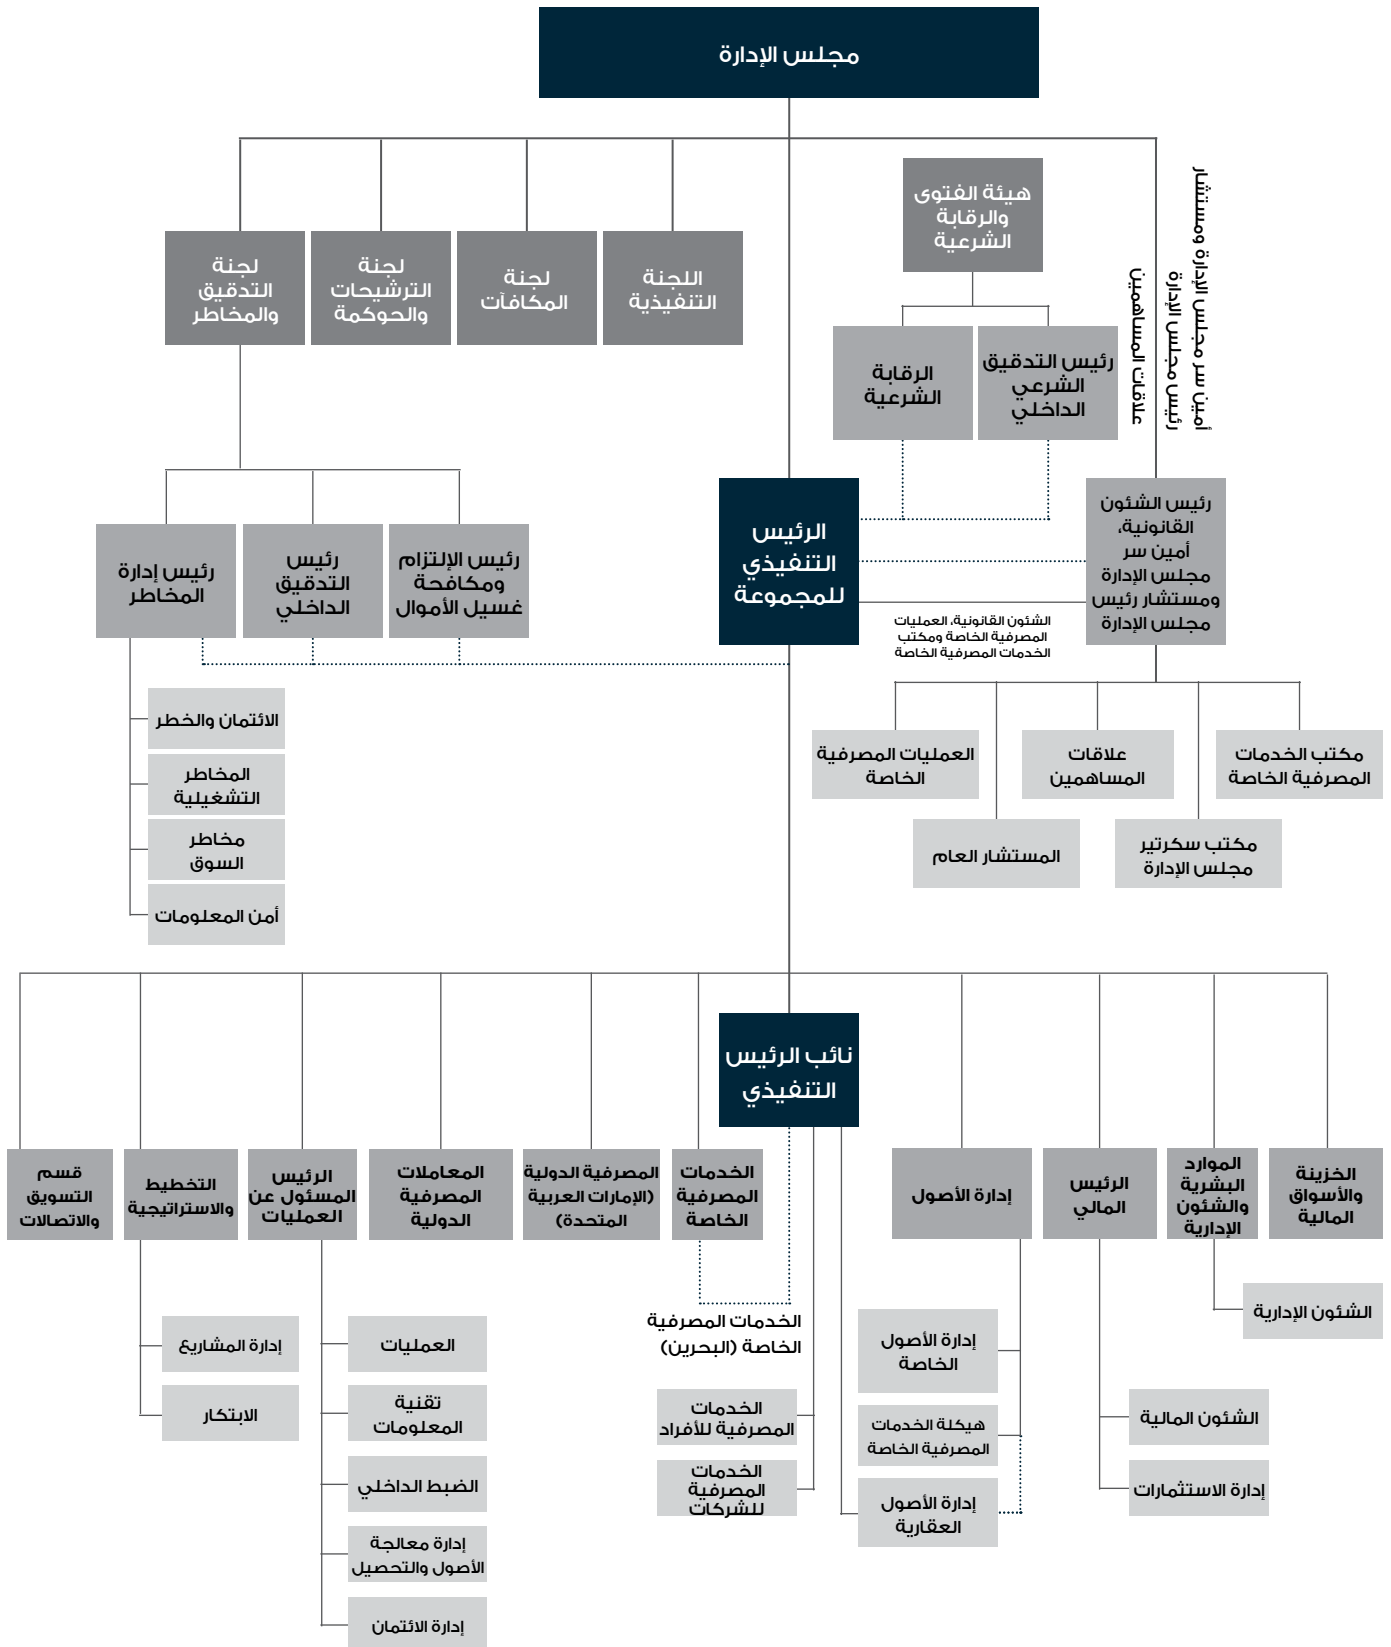 مجلس الإدارة
هيئة الفتوى
والرقابة
الشرعية
أمين سر مجلس الإدارة ومستشار
رئيس مجلس الإدارة
علاقات المساهمين
اللجنة
التنفيذية
لجنة
المكافآت
لجنة
الترشيحات
والحوكمة
لجنة
التدقيق
والمخاطر
رئيس التدقيق
الشرعي
الداخلي
الرقابة
الشرعية
رئيس الشئون
القانونية،
أمين سر
مجلس الإدارة
ومستشار رئيس
مجلس الإدارة
الرئيس
التنفيذي
للمجموعة
رئيس الإلتزام
ومكافحة
غسيل الأموال
رئيس
التدقيق
الداخلي
رئيس إدارة
المخاطر
الشئون القانونية، العمليات
المصرفية الخاصة ومكتب
الخدمات المصرفية الخاصة
الائتمان والخطر
المخاطر
التشغيلية
مخاطر
السوق
أمن المعلومات
مكتب الخدمات
المصرفية الخاصة
علاقات
المساهمين
العمليات المصرفية
الخاصة
مكتب سكرتير
مجلس الإدارة
المستشار العام
نائب الرئيس
التنفيذي
الخزينة
والأسواق
المالية
الموارد
البشرية
والشئون
الإدارية
الرئيس
المالي
إدارة الأصول
الخدمات
المصرفية
الخاصة
المصرفية الدولية
(الإمارات العربية
المتحدة)
المعاملات
المصرفية
الدولية
الرئيس
المسئول عن
العمليات
التخطيط
والاستراتيجية
قسم
التسويق
والاتصالات
الشئون الإدارية
الشئون المالية
إدارة الاستثمارات
إدارة الأصول
الخاصة
هيكلة الخدمات
المصرفية الخاصة
إدارة الأصول
العقارية
الخدمات المصرفية
الخاصة (البحرين)
الخدمات
المصرفية للأفراد
الخدمات
المصرفية
للشركات
العمليات
تقنية
المعلومات
الضبط الداخلي
إدارة معالجة
الأصول والتحصيل
إدارة الائتمان
إدارة المشاريع
الابتكار